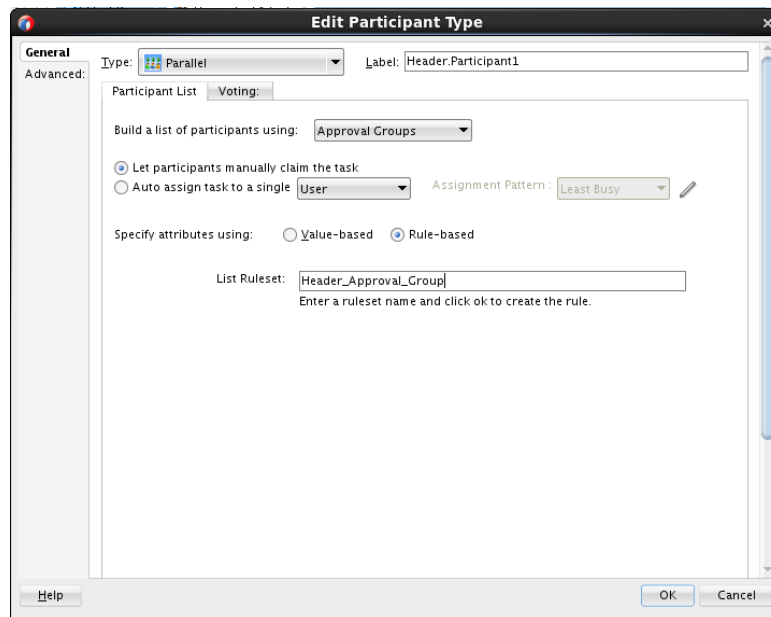 Edit Participant Type
General
Advanced:
Type: Parallel Label: Header.Participant1
Participant List Voting:
Build a list of participants using: Approval Groups
Let participants manually claim the task
Auto assign task to a single User Assignment Pattern : Least Busy
Specify attributes using: Value-based Rule-based
List Ruleset: Header_Approval_Group
Enter a ruleset name and click ok to create the rule.
Help OK Cancel